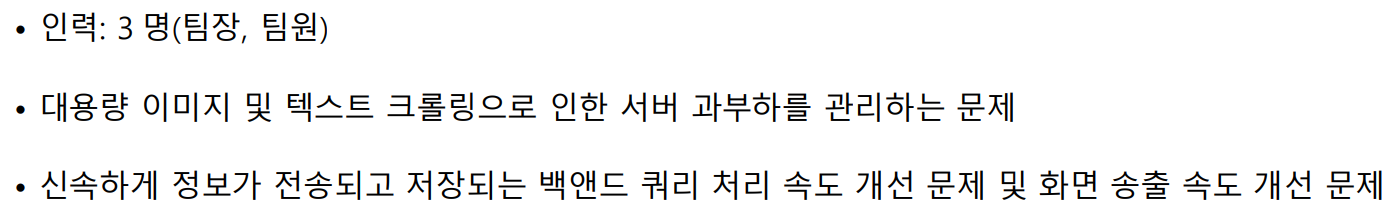 • 인력: 3 명(팀장, 팀원)
• 대용량 이미지 및 텍스트 크롤링으로 인한 서버 과부하를 관리하는 문제
• 신속하게 정보가 전송되고 저장되는 백앤드 쿼리 처리 속도 개선 문제 및 화면 송출 속도 개선 문제